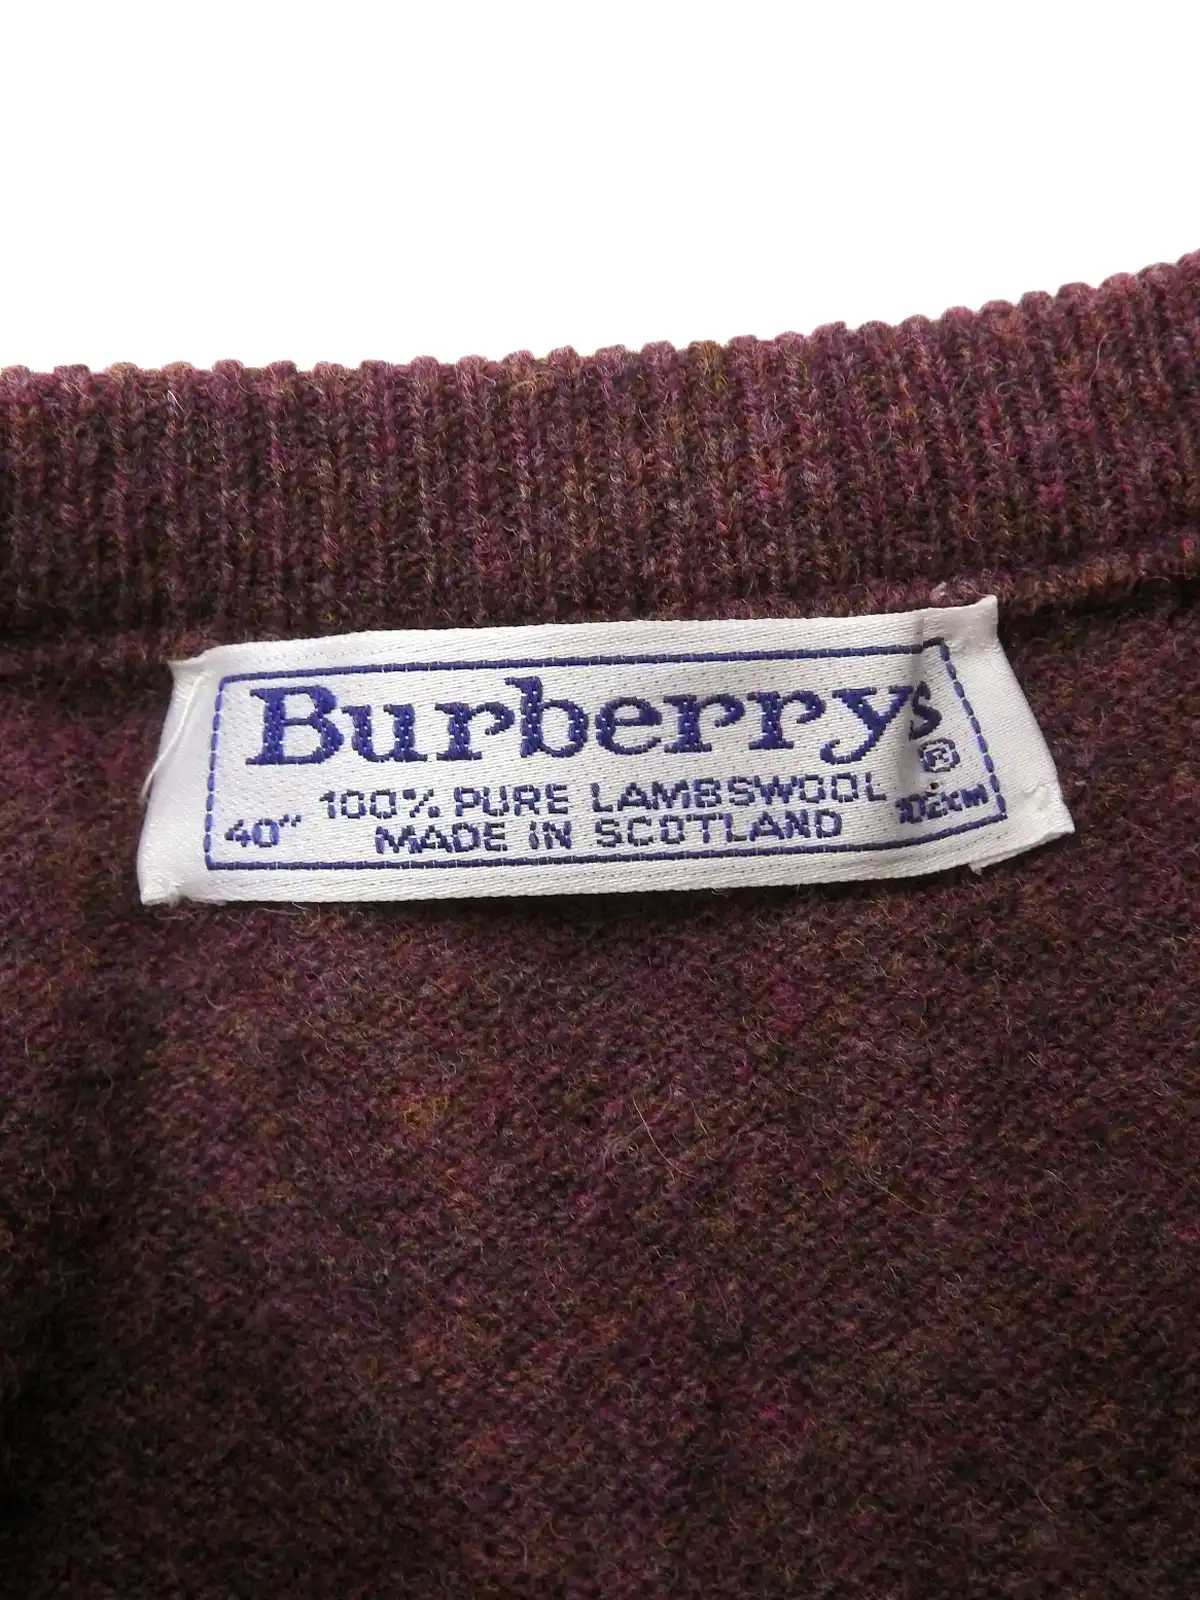 Burberrys®
100% PURE LAMBSWOOL
40" MADE IN SCOTLAND 102cm